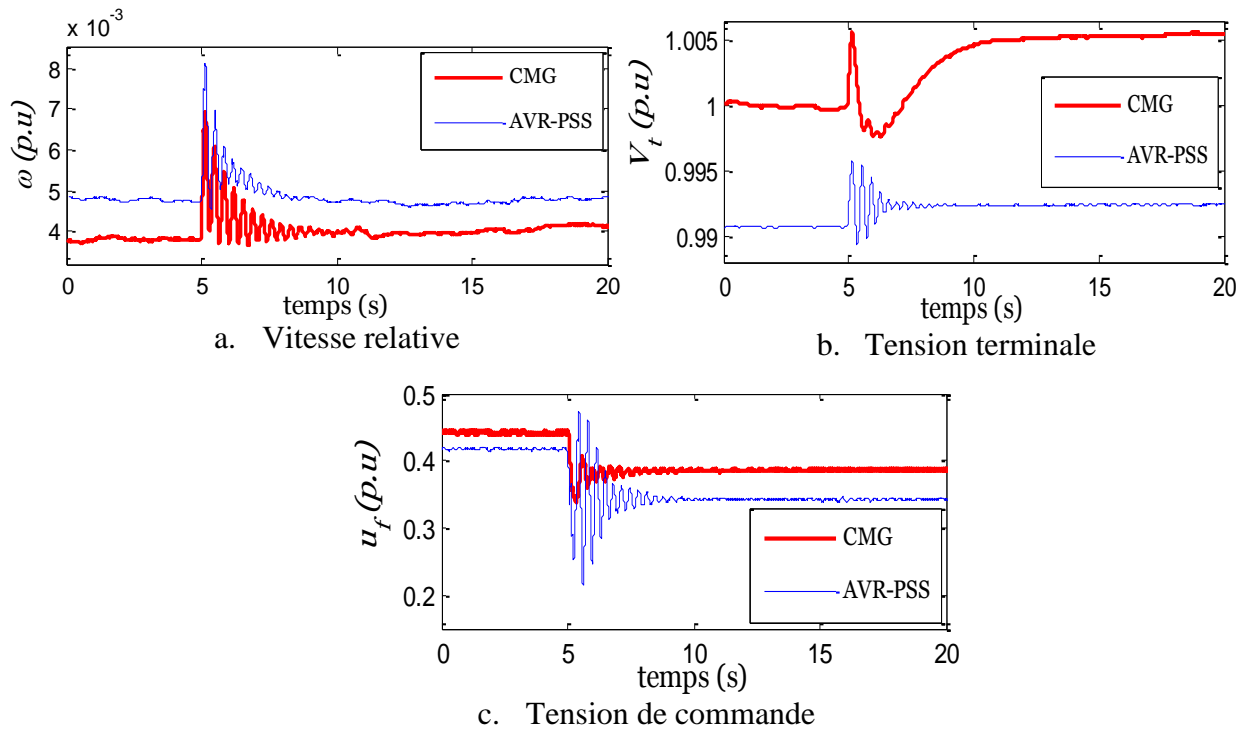 x 10⁻³
8
7
6
5
4
ω (p.u)
CMG
AVR-PSS
0 5 10 15 20
temps (s)
a. Vitesse relative
1.005
1
0.995
0.99
V_t (p.u)
CMG
AVR-PSS
0 5 10 15 20
temps (s)
b. Tension terminale
0.5
0.4
0.3
0.2
u_f (p.u)
CMG
AVR-PSS
0 5 10 15 20
temps (s)
c. Tension de commande